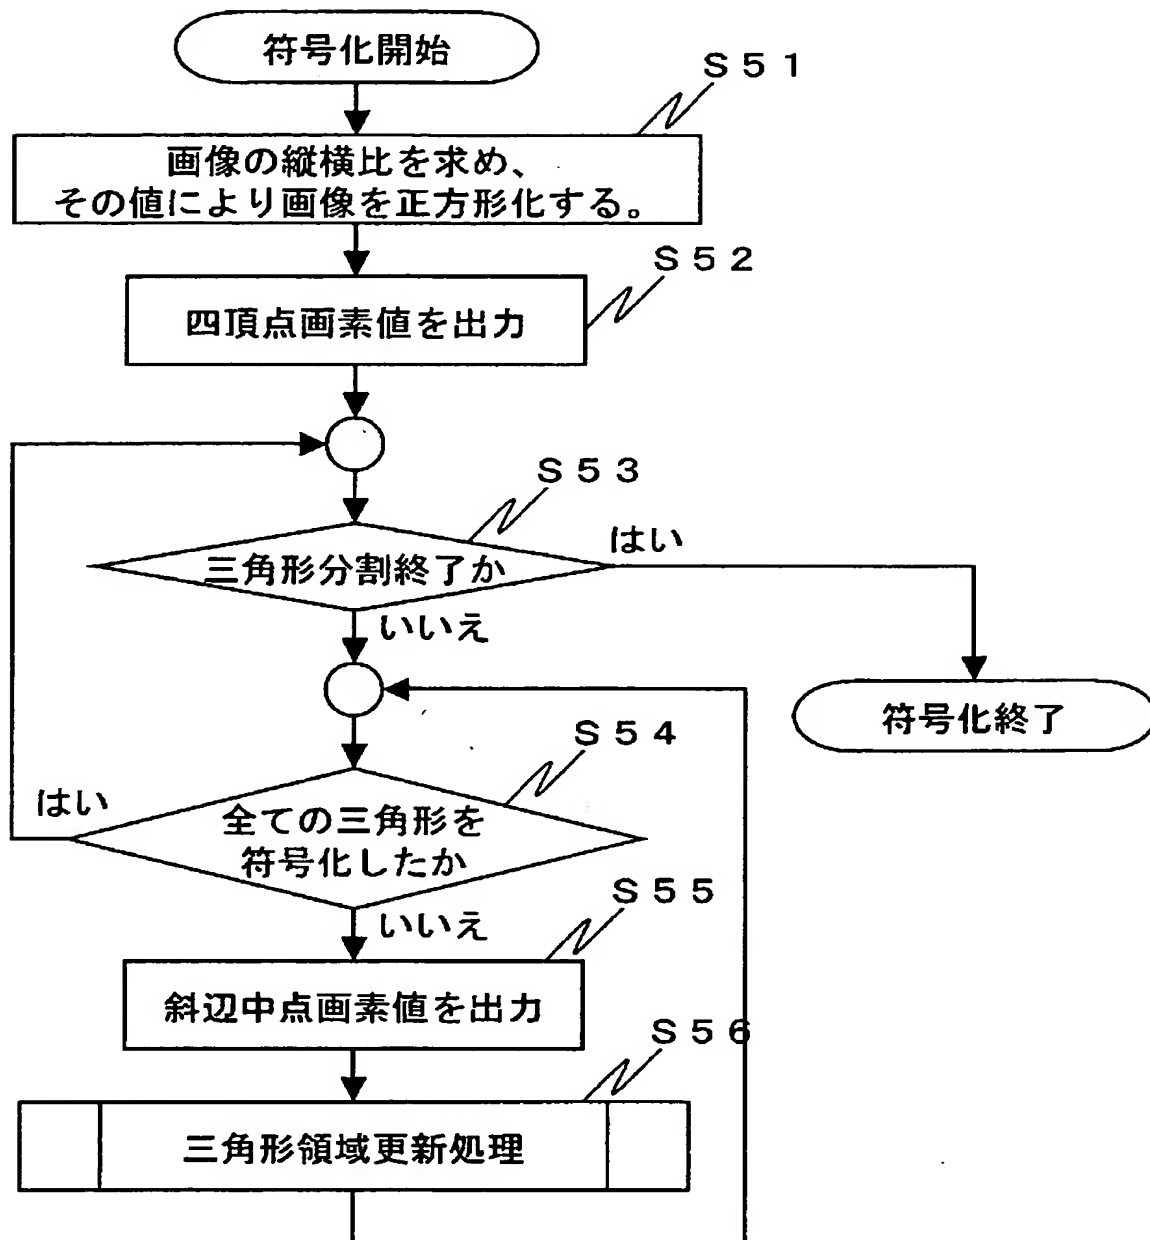 符号化開始
S51
画像の縦横比を求め、
その値により画像を正方形化する。
S52
四頂点画素値を出力
S53
三角形分割終了か
はい
いいえ
符号化終了
S54
はい
全ての三角形を
符号化したか
S55
いいえ
斜辺中点画素値を出力
S56
三角形領域更新処理